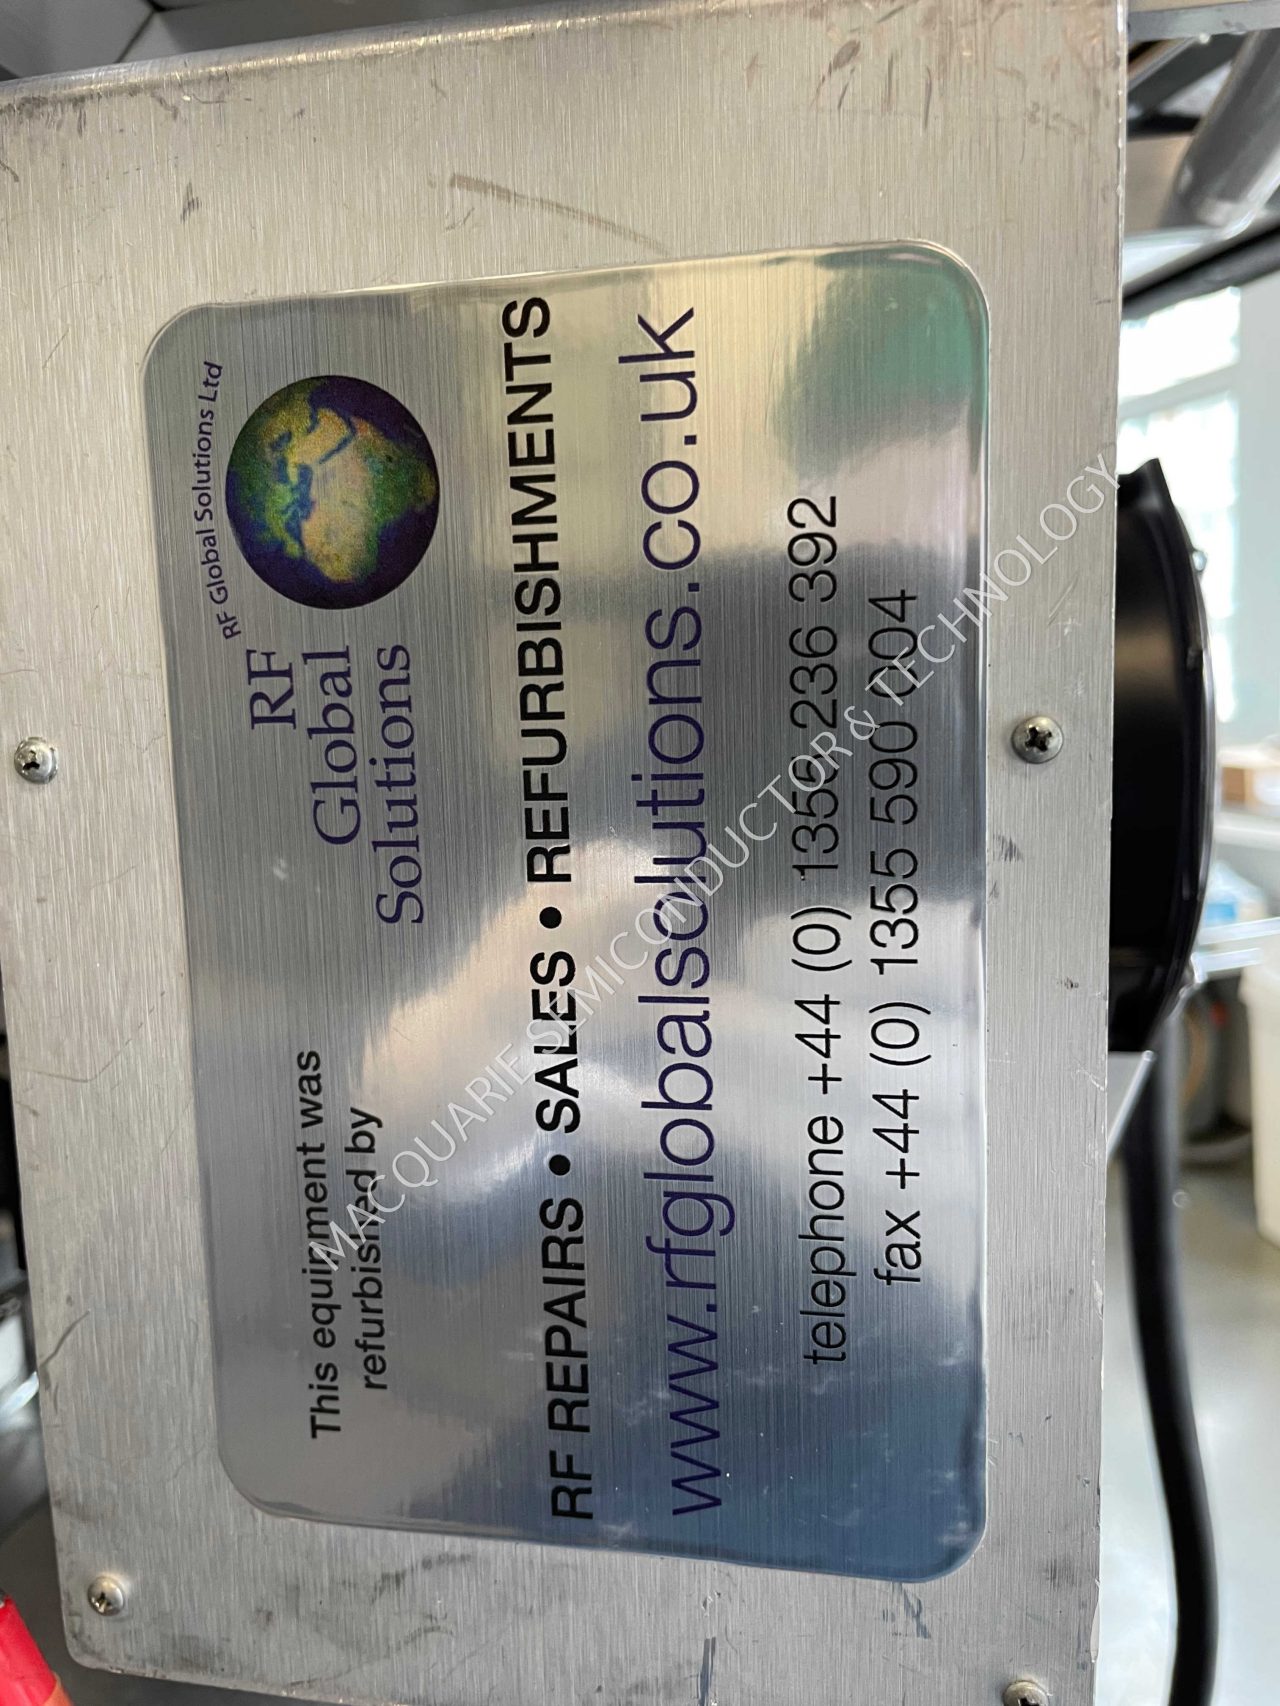 This equipment was
refurbished by
RF
Global
Solutions
RF Global Solutions Ltd
RF REPAIRS • SALES • REFURBISHMENTS
www.rfglobalsolutions.co.uk
telephone +44 (0) 1355 236 392
fax +44 (0) 1355 590 004
MACQUARIE SEMICONDUCTOR & TECHNOLOGY